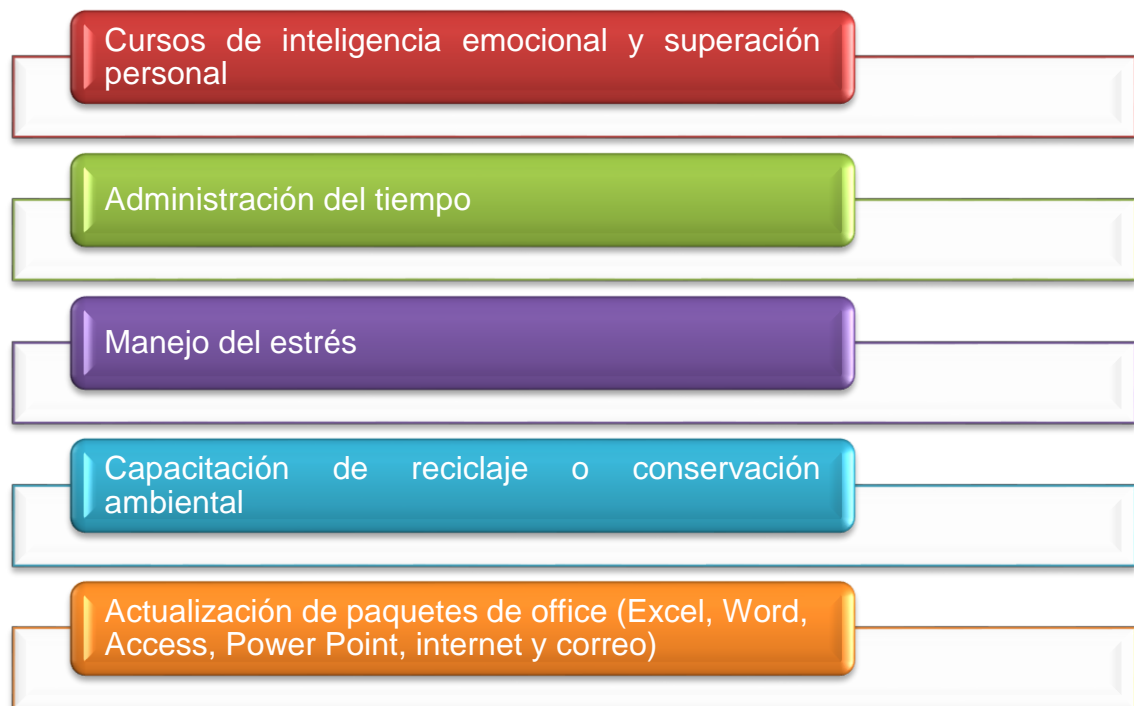 Cursos de inteligencia emocional y superación
personal
Administración del tiempo
Manejo del estrés
Capacitación de reciclaje o conservación
ambiental
Actualización de paquetes de office (Excel, Word,
Access, Power Point, internet y correo)